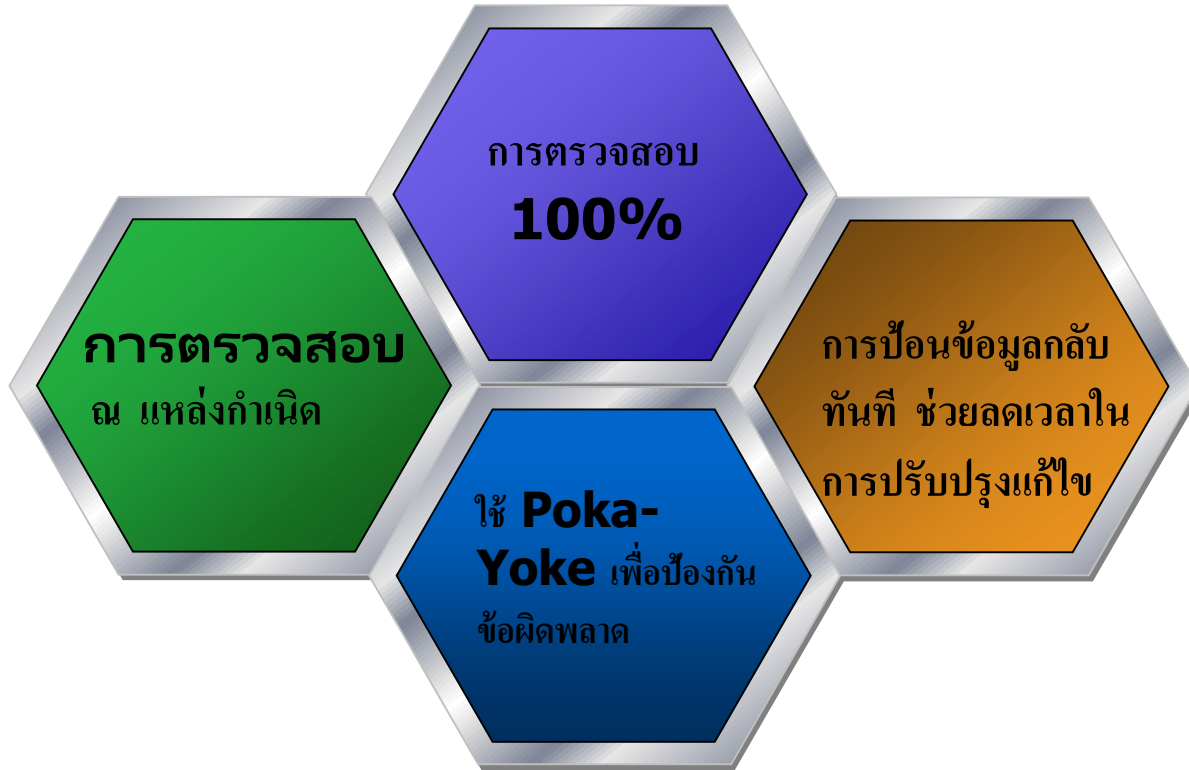 การตรวจสอบ
100%
การตรวจสอบ
ณ แหล่งกำเนิด
การป้อนข้อมูลกลับ
ทันที ช่วยลดเวลาใน
การปรับปรุงแก้ไข
ใช้ Poka-
Yoke เพื่อป้องกัน
ข้อผิดพลาด